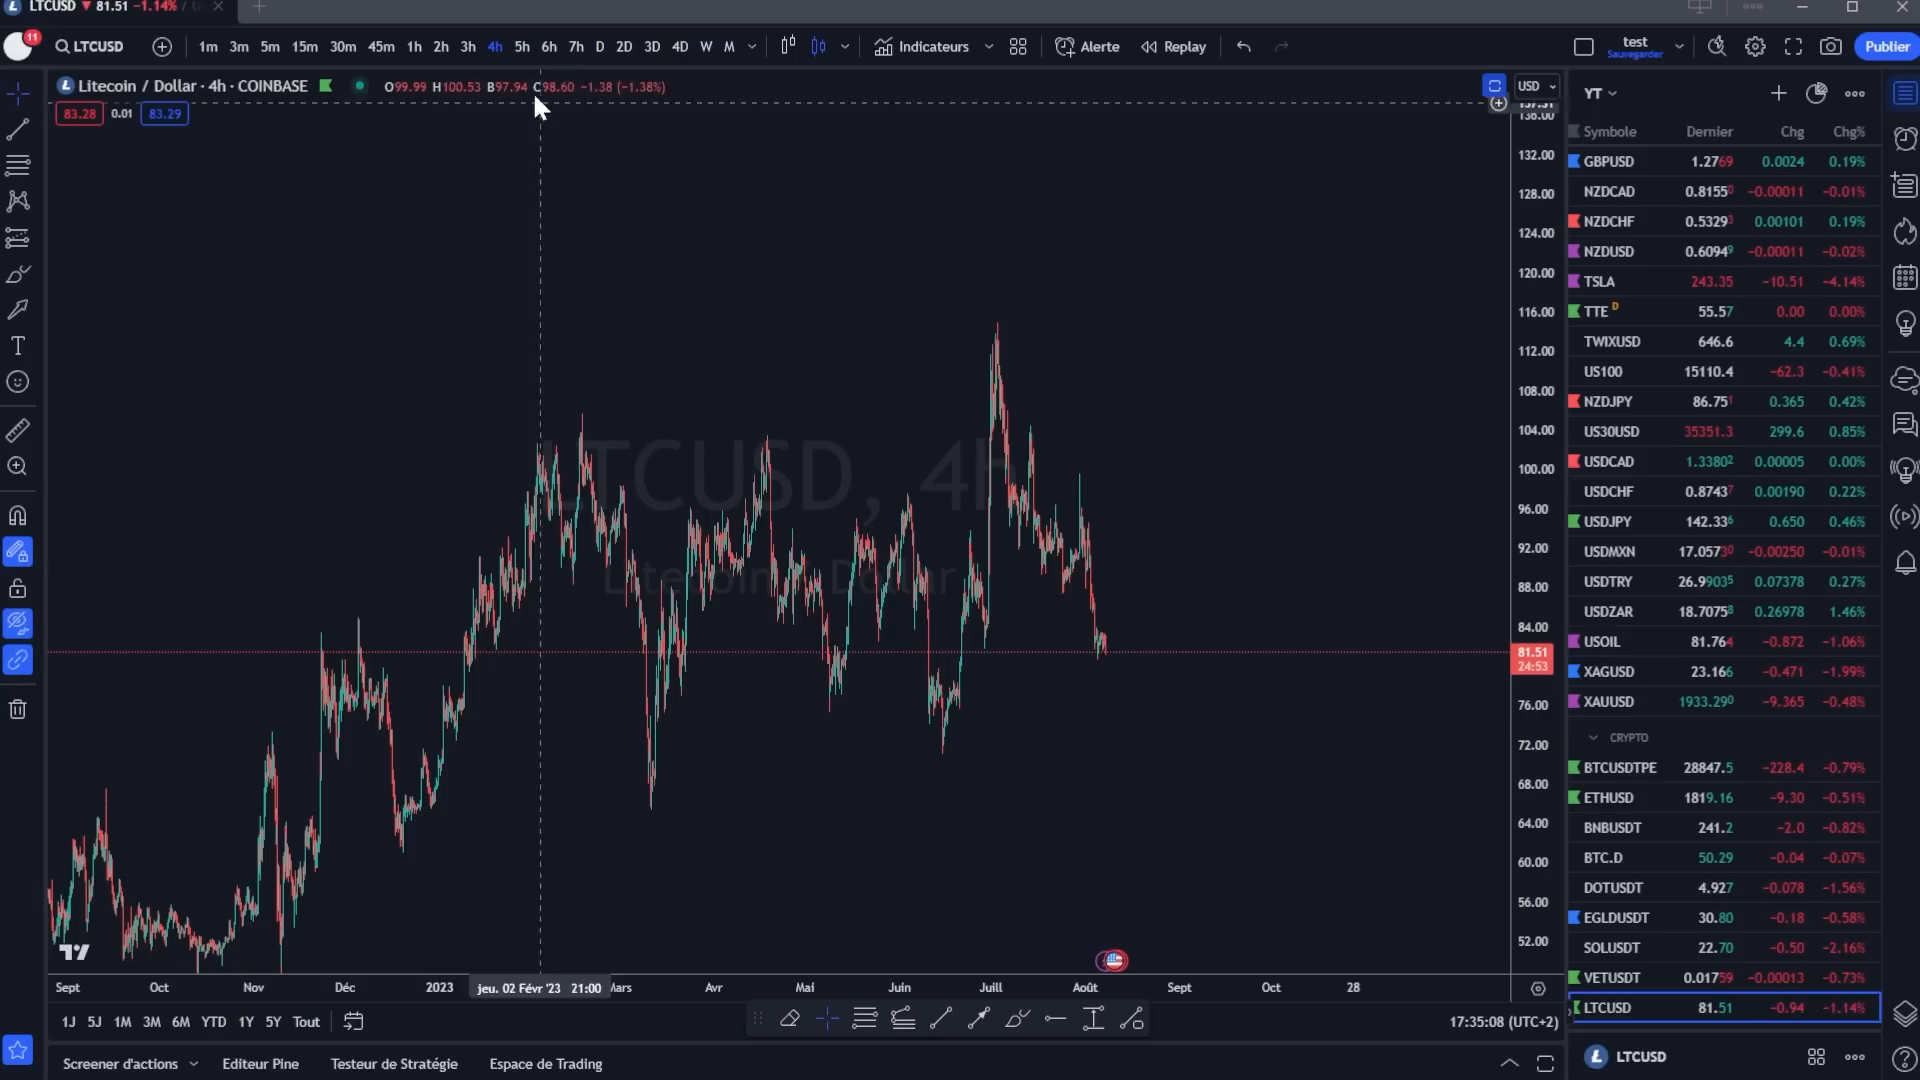 LTCUSD ▼ 81.51 −1.14% /
11
LTCUSD 1m 3m 5m 15m 30m 45m 1h 2h 3h 4h 5h 6h 7h D 2D 3D 4D W M Indicateurs Alerte Replay test Sauvegarder Publier
Litecoin / Dollar · 4h · COINBASE O99.99 H100.53 B97.94 C98.60 −1.38 (−1.38%)
83.28 0.01 83.29
USD
137.31
136.00
132.00
128.00
124.00
120.00
116.00
112.00
108.00
104.00
100.00
96.00
92.00
88.00
84.00
81.51
24:53
76.00
72.00
68.00
64.00
60.00
56.00
52.00
LTCUSD, 4h
Litecoin / Dollar
Sept Oct Nov Déc 2023 jeu. 02 Févr '23 21:00 Mars Avr Mai Juin Juill Août Sept Oct 28
1J 5J 1M 3M 6M YTD 1Y 5Y Tout
17:35:08 (UTC+2)
Screener d'actions Editeur Pine Testeur de Stratégie Espace de Trading
YT
Symbole Dernier Chg Chg%
GBPUSD 1.2769 0.0024 0.19%
NZDCAD 0.8155⁰ −0.00011 −0.01%
NZDCHF 0.5329³ 0.00101 0.19%
NZDUSD 0.6094⁹ −0.00011 −0.02%
TSLA 243.35 −10.51 −4.14%
TTE D 55.57 0.00 0.00%
TWIXUSD 646.6 4.4 0.69%
US100 15110.4 −62.3 −0.41%
NZDJPY 86.75¹ 0.365 0.42%
US30USD 35351.3 299.6 0.85%
USDCAD 1.3380² 0.00005 0.00%
USDCHF 0.8743⁷ 0.00190 0.22%
USDJPY 142.33⁶ 0.650 0.46%
USDMXN 17.0573⁰ −0.00250 −0.01%
USDTRY 26.9903⁵ 0.07378 0.27%
USDZAR 18.7075⁸ 0.26978 1.46%
USOIL 81.764 −0.872 −1.06%
XAGUSD 23.166 −0.471 −1.99%
XAUUSD 1933.29⁰ −9.365 −0.48%
CRYPTO
BTCUSDTPE 28847.5 −228.4 −0.79%
ETHUSD 1819.16 −9.30 −0.51%
BNBUSDT 241.2 −2.0 −0.82%
BTC.D 50.29 −0.04 −0.07%
DOTUSDT 4.927 −0.078 −1.56%
EGLDUSDT 30.80 −0.18 −0.58%
SOLUSDT 22.70 −0.50 −2.16%
VETUSDT 0.01759 −0.00013 −0.73%
LTCUSD 81.51 −0.94 −1.14%
LTCUSD